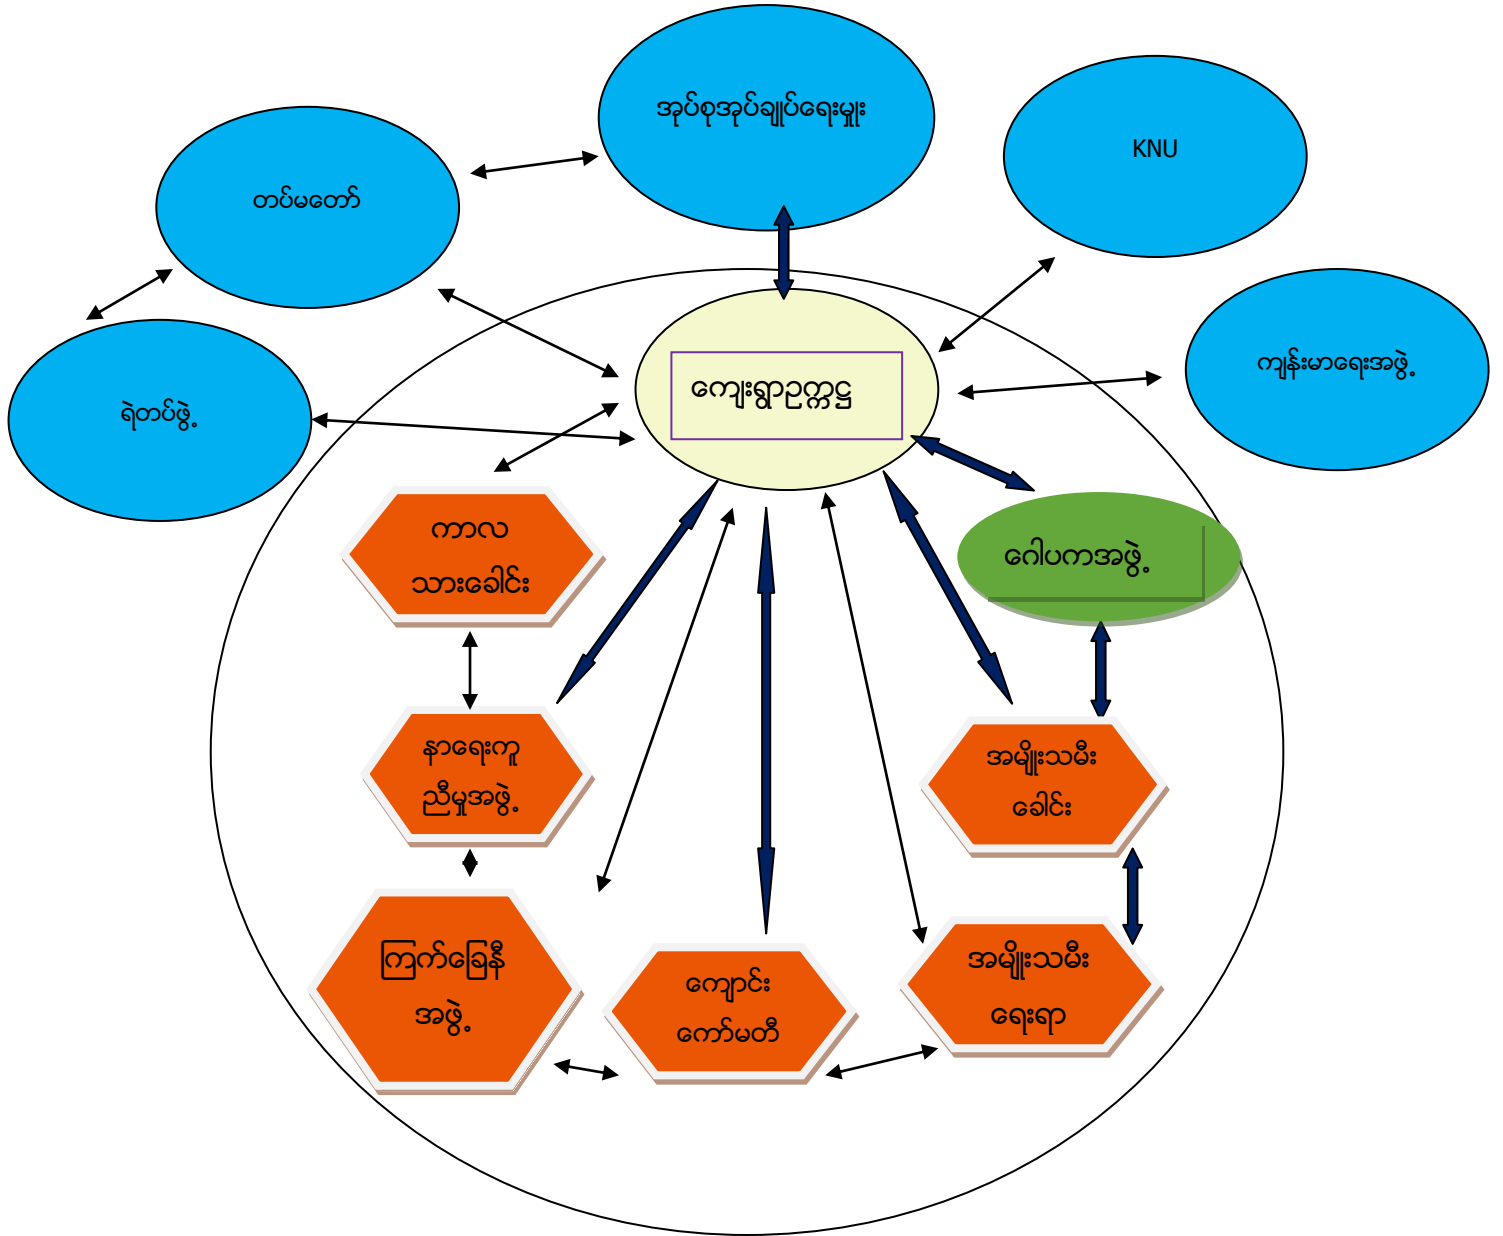 အုပ်စုအုပ်ချုပ်ရေးမှုး
KNU
တပ်မတော်
ကျန်းမာရေးအဖွဲ့
ကျေးရွာဥက္ကဋ္ဌ
ရဲတပ်ဖွဲ့
ကာလ
သားခေါင်း
ဂေါပကအဖွဲ့
နာရေးကူ
ညီမှုအဖွဲ့
အမျိုးသမီး
ခေါင်း
ကြက်ခြေနီ
အဖွဲ့
ကျောင်း
ကော်မတီ
အမျိုးသမီး
ရေးရာ